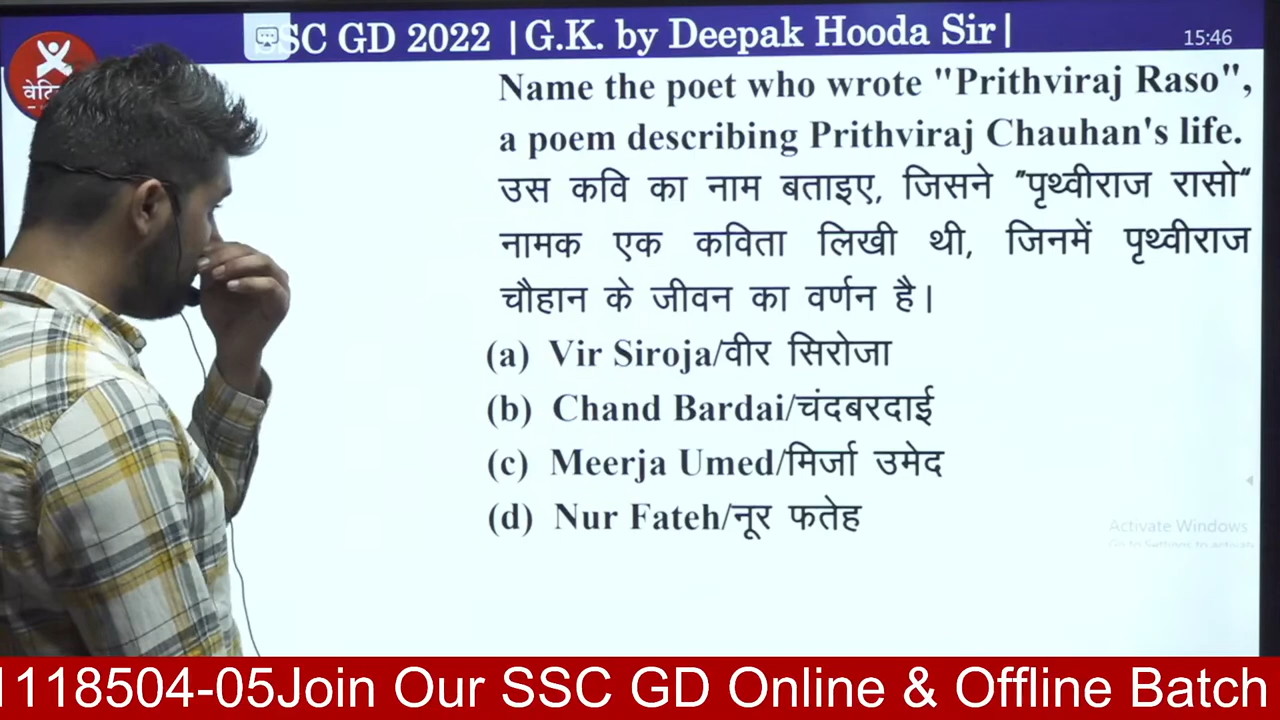 SSC GD 2022 | G.K. by Deepak Hooda Sir |
15:46
Name the poet who wrote "Prithviraj Raso",
a poem describing Prithviraj Chauhan's life.
उस कवि का नाम बताइए, जिसने "पृथ्वीराज रासो"
नामक एक कविता लिखी थी, जिनमें पृथ्वीराज
चौहान के जीवन का वर्णन है।
(a) Vir Siroja/वीर सिरोजा
(b) Chand Bardai/चंदबरदाई
(c) Meerja Umed/मिर्जा उमेद
(d) Nur Fateh/नूर फतेह
Activate Windows
1118504-05Join Our SSC GD Online & Offline Batch